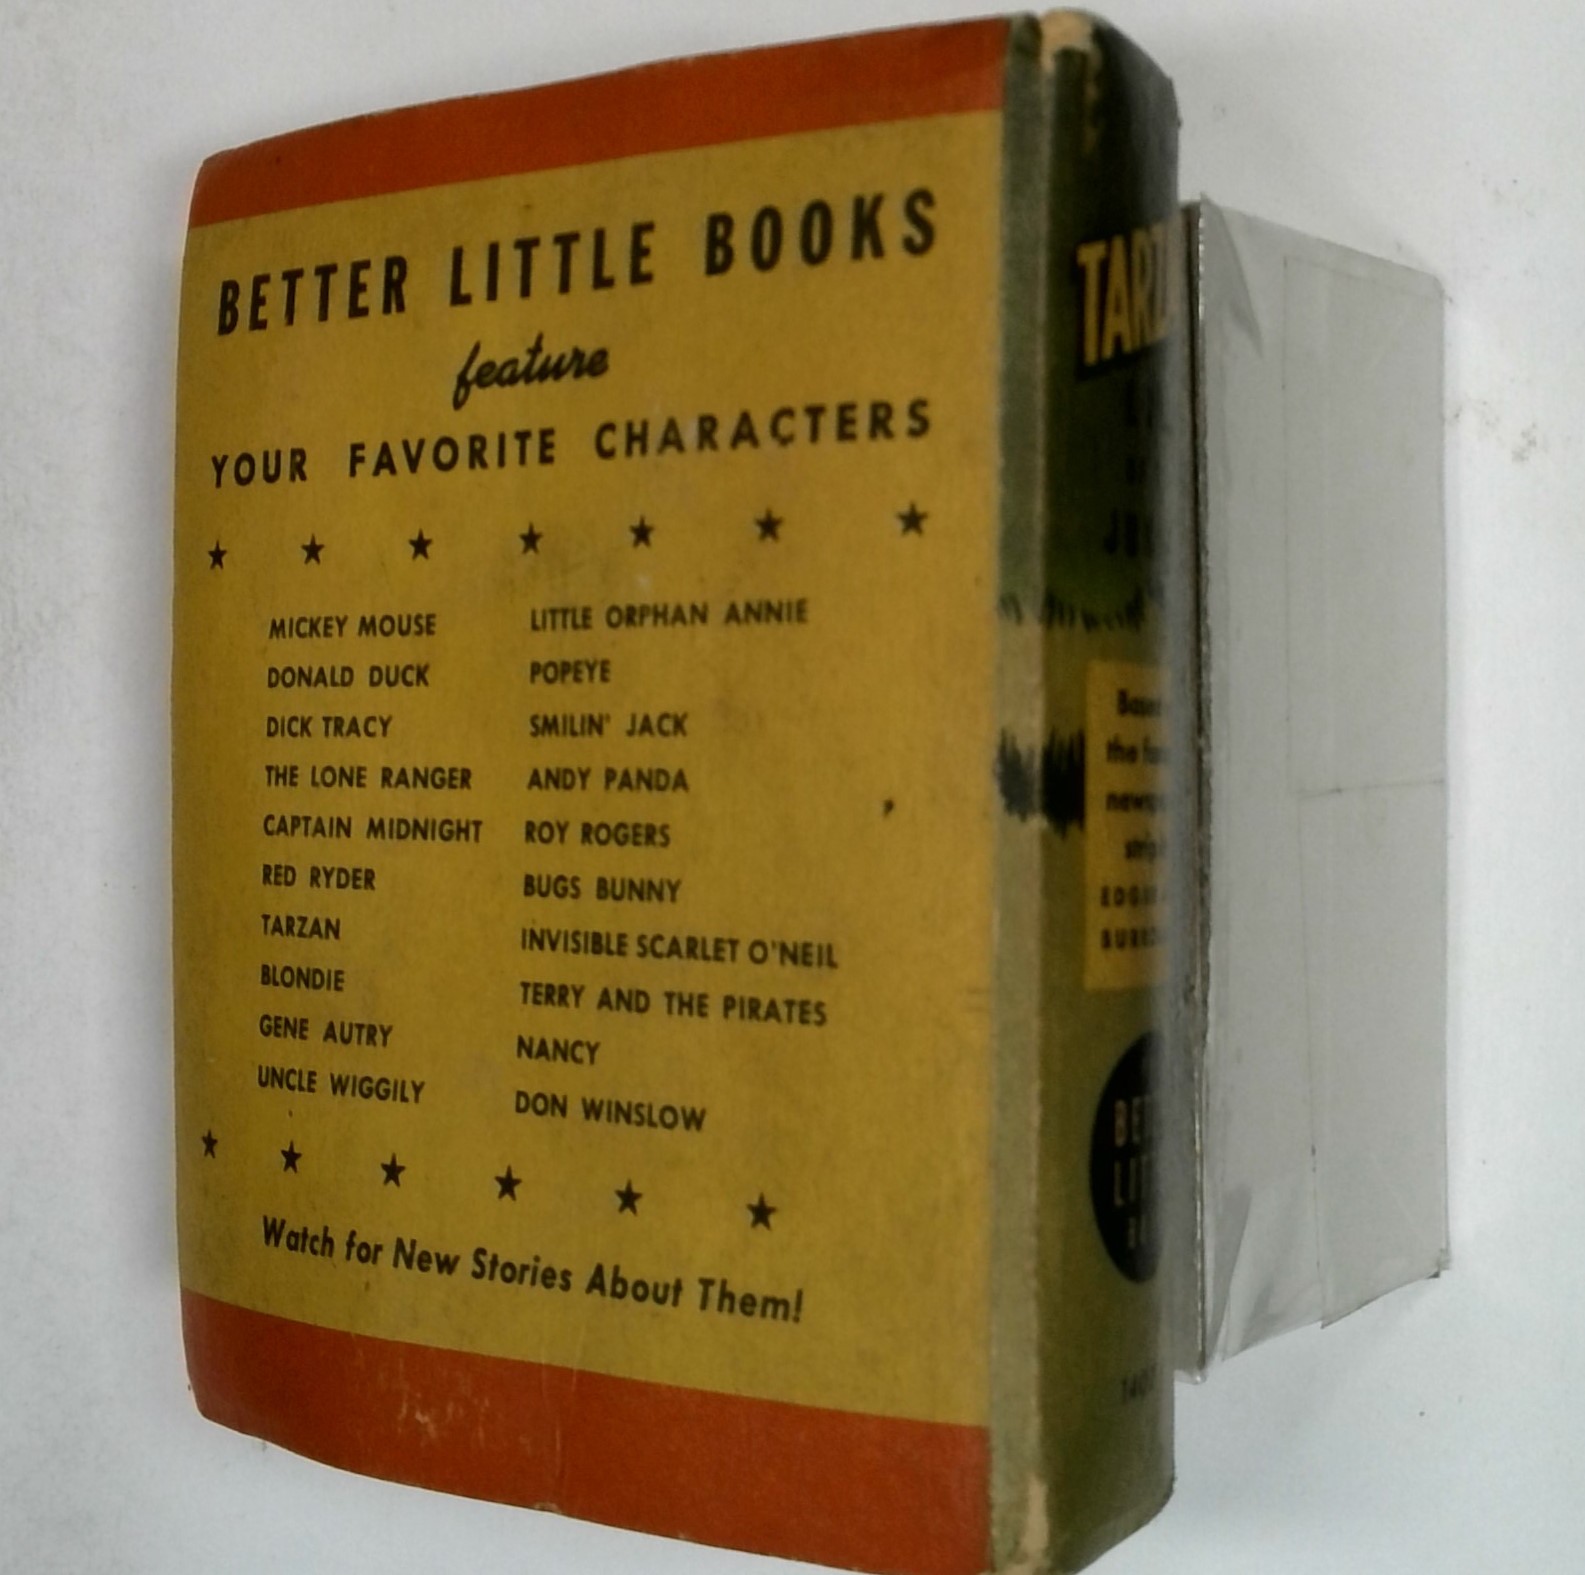 BETTER LITTLE BOOKS
feature
YOUR FAVORITE CHARACTERS
MICKEY MOUSE
DONALD DUCK
DICK TRACY
THE LONE RANGER
CAPTAIN MIDNIGHT
RED RYDER
TARZAN
BLONDIE
GENE AUTRY
UNCLE WIGGILY
LITTLE ORPHAN ANNIE
POPEYE
SMILIN' JACK
ANDY PANDA
ROY ROGERS
BUGS BUNNY
INVISIBLE SCARLET O'NEIL
TERRY AND THE PIRATES
NANCY
DON WINSLOW
Watch for New Stories About Them!
the